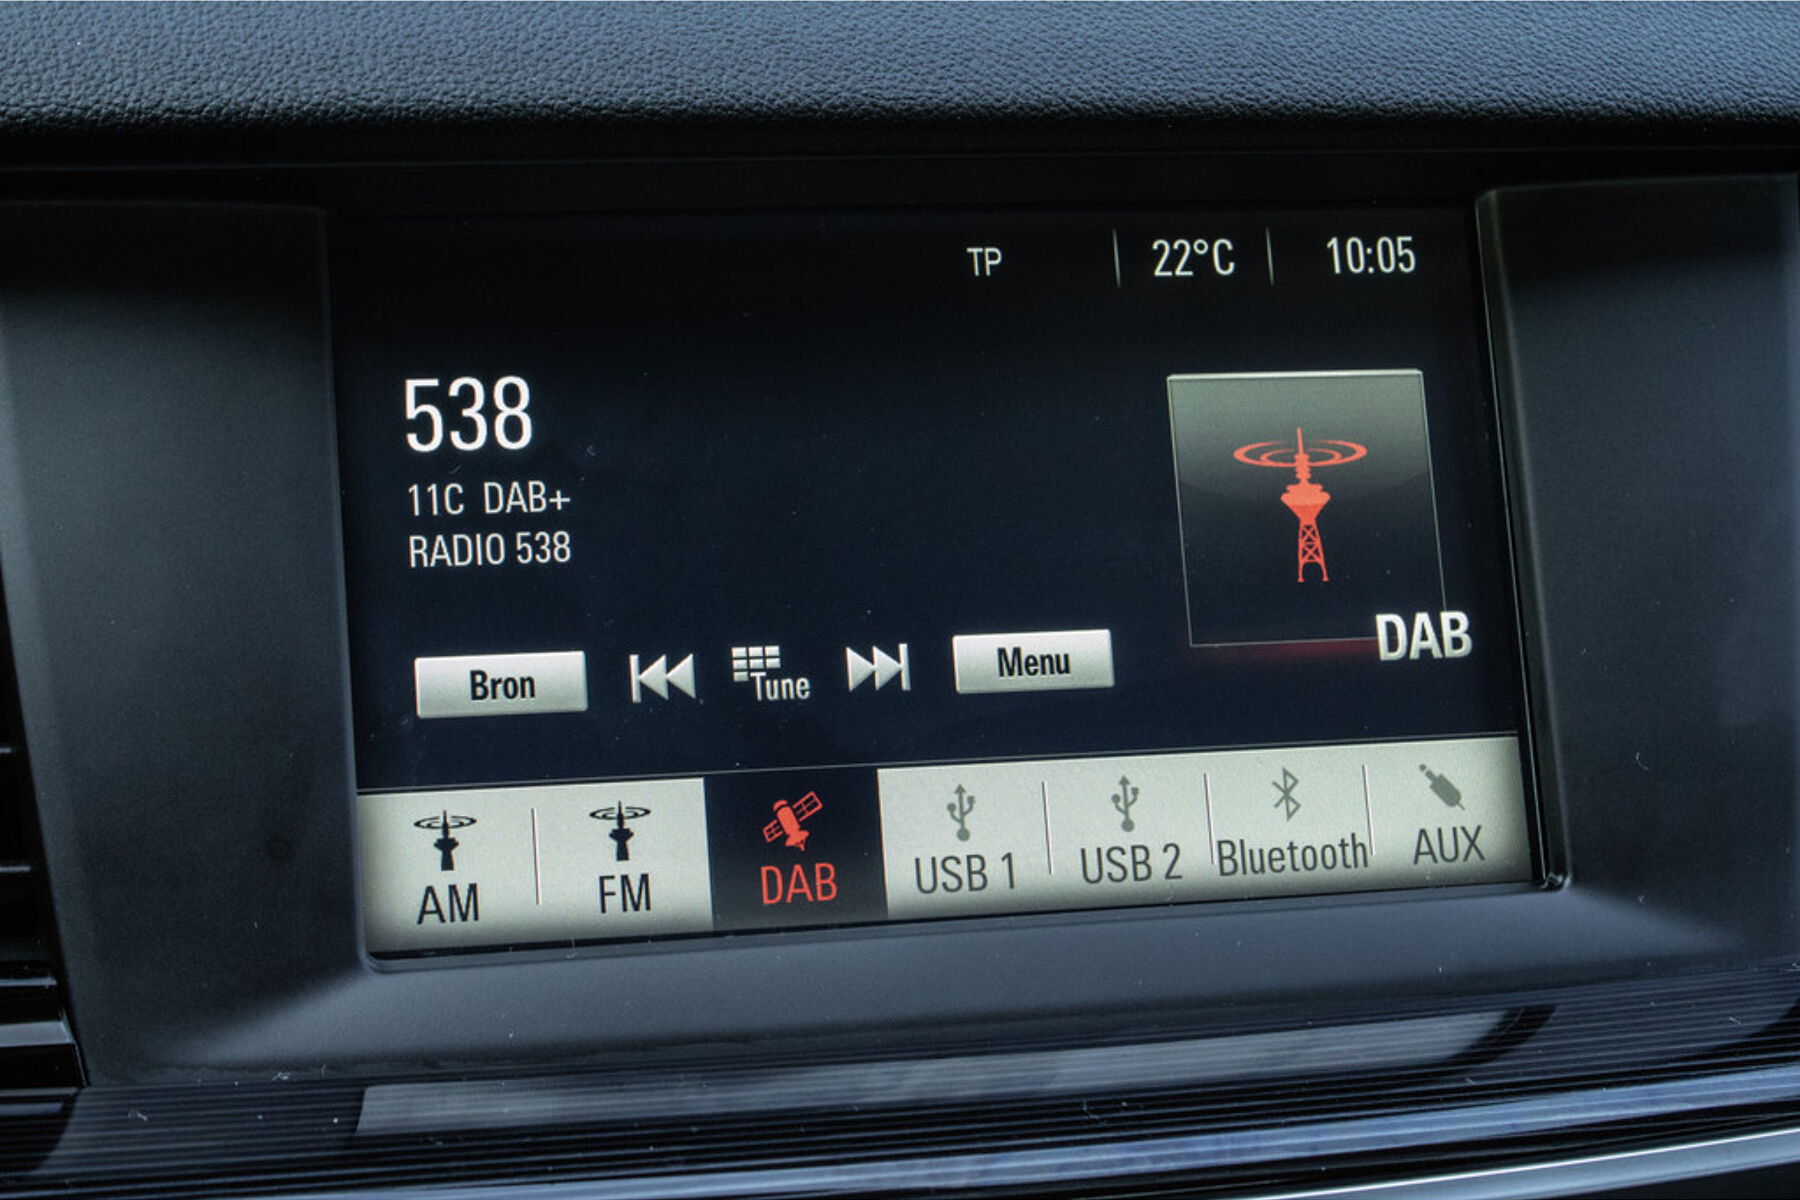 TP 22°C 10:05
538
11C DAB+
RADIO 538
DAB
Bron Tune Menu
AM FM DAB USB 1 USB 2 Bluetooth AUX